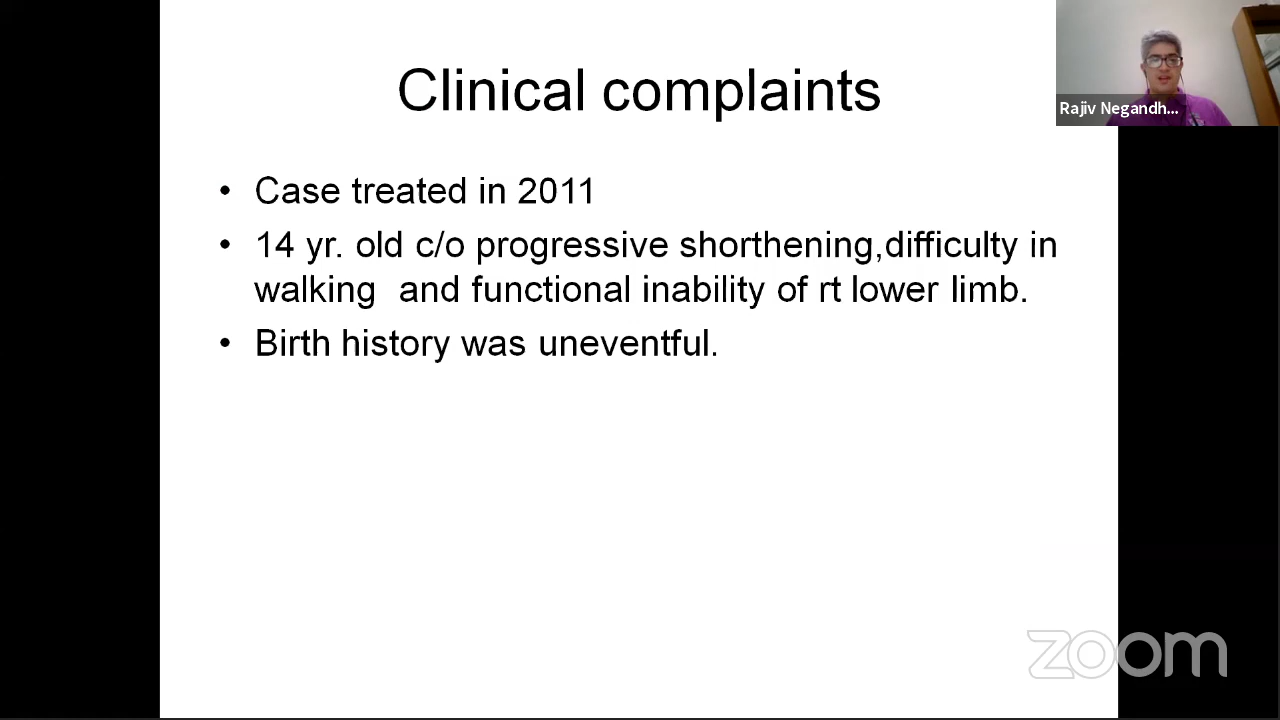 Clinical complaints
Rajiv Negandh...
• Case treated in 2011
• 14 yr. old c/o progressive shorthening,difficulty in
walking and functional inability of rt lower limb.
• Birth history was uneventful.
zoom